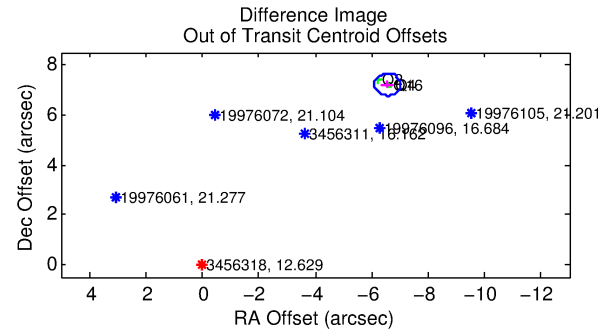 Difference Image
Out of Transit Centroid Offsets
Dec Offset (arcsec)
8
6
4
2
0
19976072, 21.104
19976105, 21.201
3456311, 16.162
19976096, 16.684
19976061, 21.277
3456318, 12.629
4 2 0 −2 −4 −6 −8 −10 −12
RA Offset (arcsec)